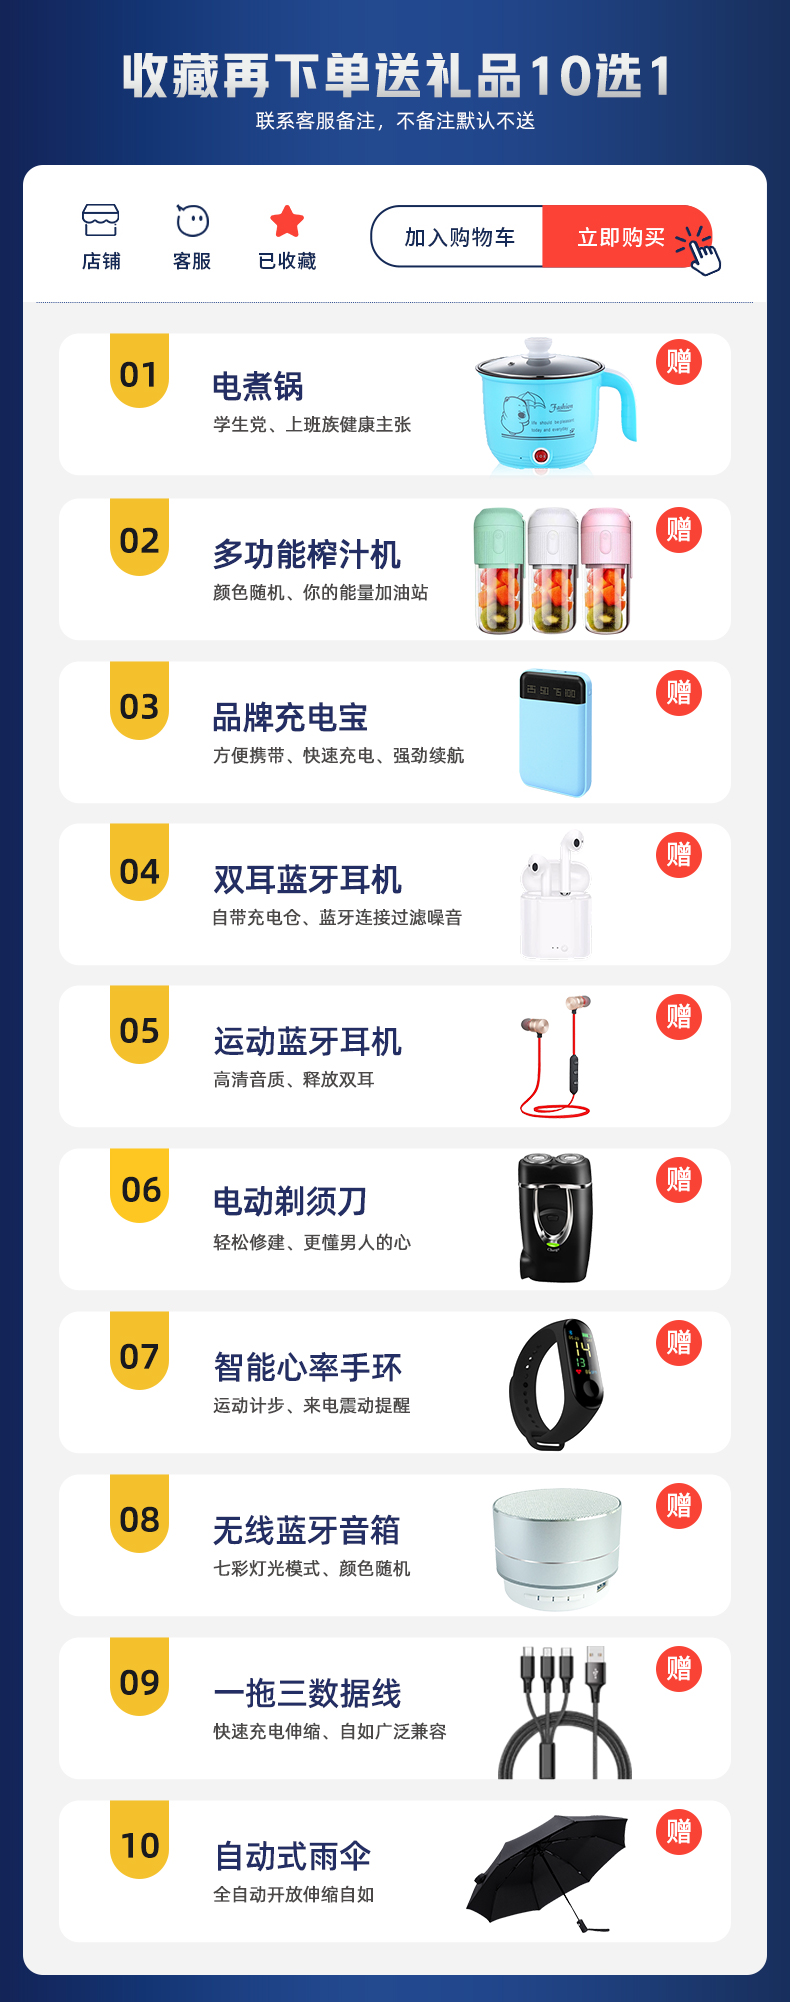 收藏再下单送礼品10选1
联系客服备注，不备注默认不送
店铺
客服
已收藏
加入购物车
立即购买
01
电煮锅
学生党、上班族健康主张
赠
Fashion
02
多功能榨汁机
颜色随机、你的能量加油站
赠
03
品牌充电宝
方便携带、快速充电、强劲续航
25 50 75 100
赠
04
双耳蓝牙耳机
自带充电仓、蓝牙连接过滤噪音
赠
05
运动蓝牙耳机
高清音质、释放双耳
赠
06
电动剃须刀
轻松修建、更懂男人的心
赠
07
智能心率手环
运动计步、来电震动提醒
14
13
赠
08
无线蓝牙音箱
七彩灯光模式、颜色随机
赠
09
一拖三数据线
快速充电伸缩、自如广泛兼容
赠
10
自动式雨伞
全自动开放伸缩自如
赠